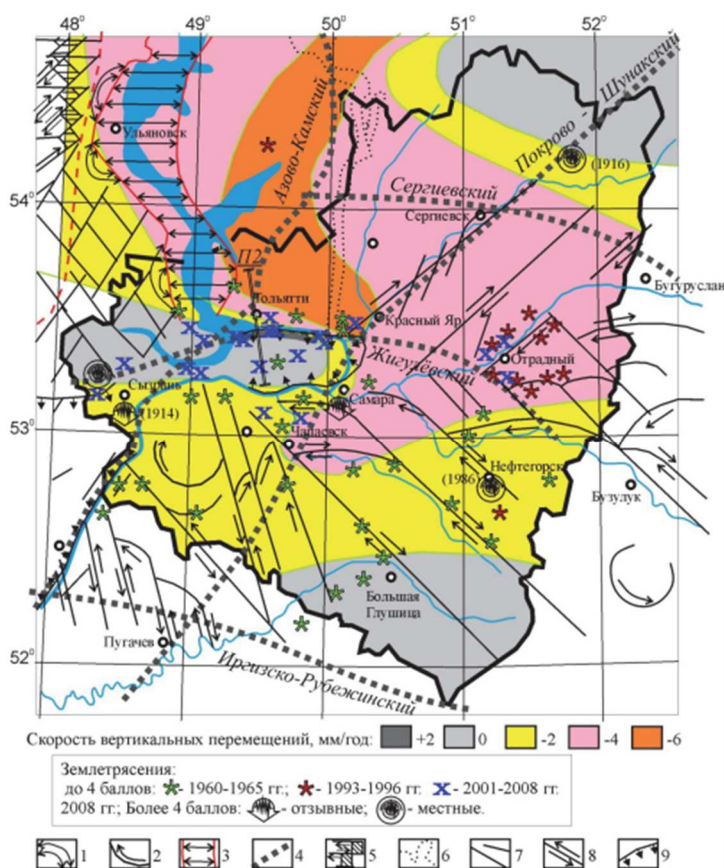 48° 49° 50° 51° 52°
Ульяновск
Азово-Камский
Покрово - Шунакский
(1916)
54°
Сергиевский
Сергиевск
П2
Бугуруслан
Тольятти
Красный Яр
Отрадный
Жигулёвский
Сызрань
Самара
(1914)
53°
Чапаевск
Нефтегорск
(1986)
Бузулук
Большая
Глушица
Пугачев
52°
Иргизско-Рубежинский
Скорость вертикальных перемещений, мм/год: +2 0 -2 -4 -6
Землетрясения:
до 4 баллов: - 1960-1965 гг. - 1993-1996 гг. X - 2001-2008 гг.
2008 гг.; Более 4 баллов: - отзывные; - местные.
1 2 3 4 5 6 7 8 9